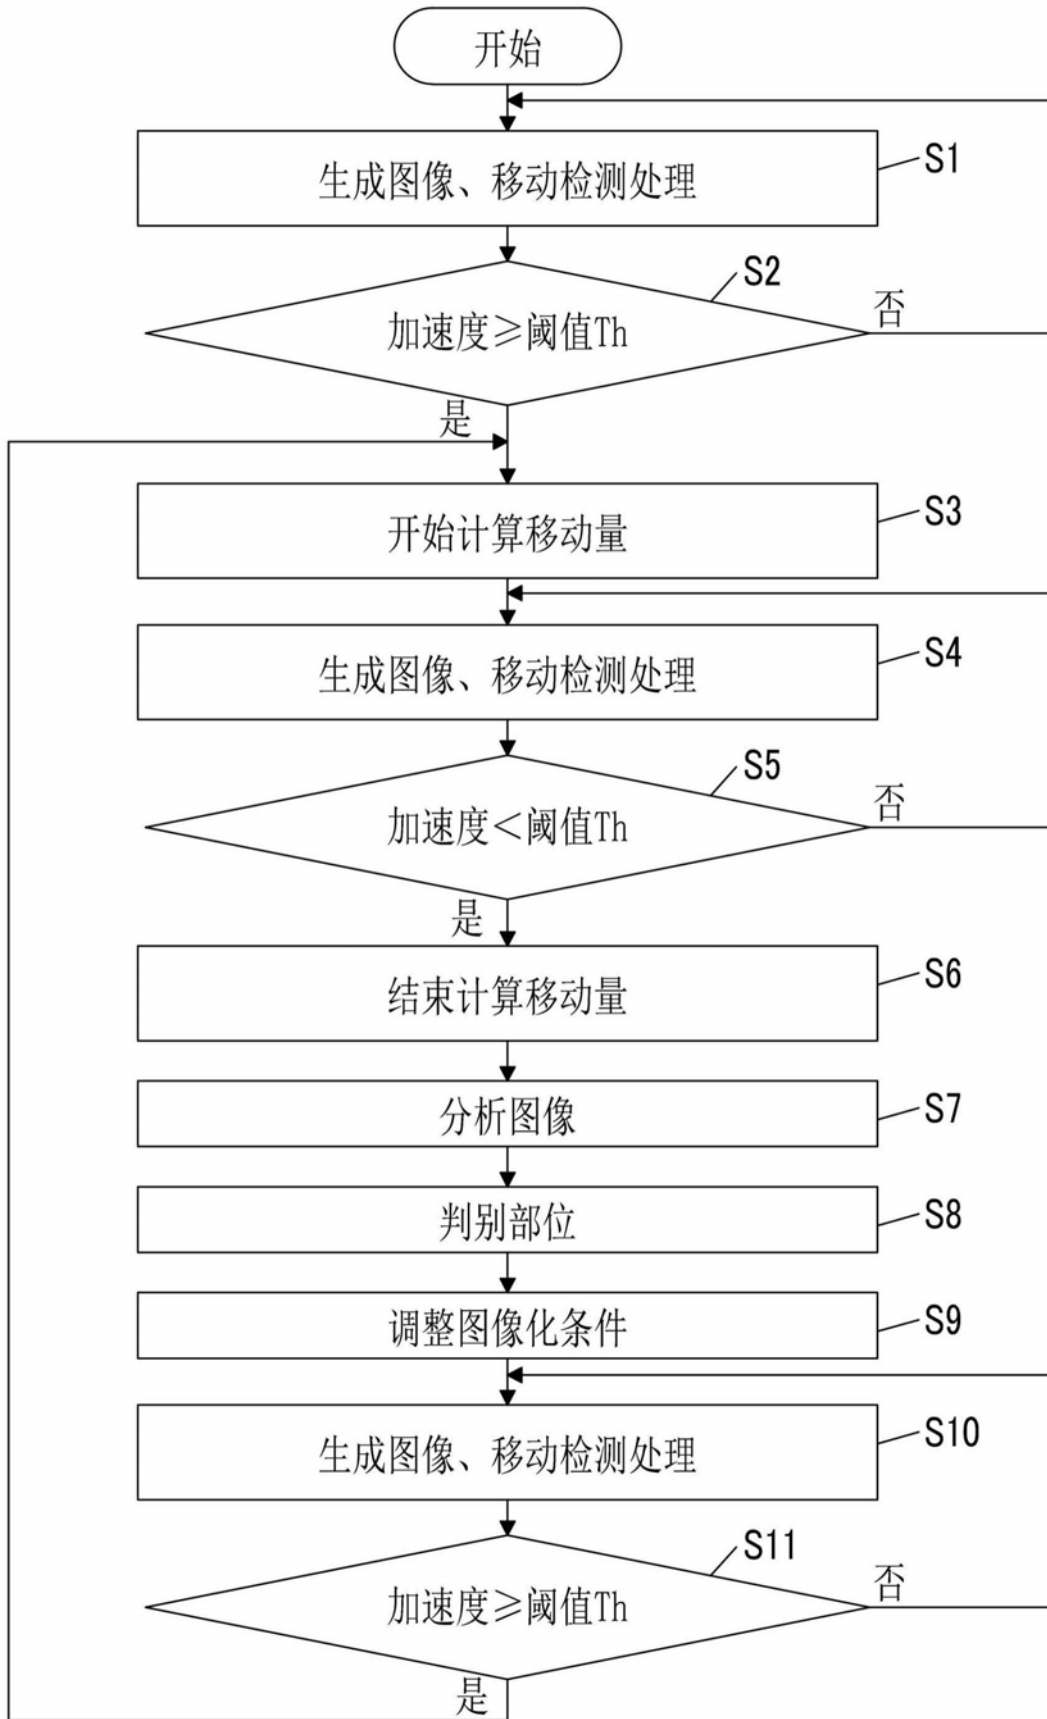 开始
生成图像、移动检测处理
S1
加速度≥阈值Th
S2
否
是
开始计算移动量
S3
生成图像、移动检测处理
S4
加速度<阈值Th
S5
否
是
结束计算移动量
S6
分析图像
S7
判别部位
S8
调整图像化条件
S9
生成图像、移动检测处理
S10
加速度≥阈值Th
S11
否
是